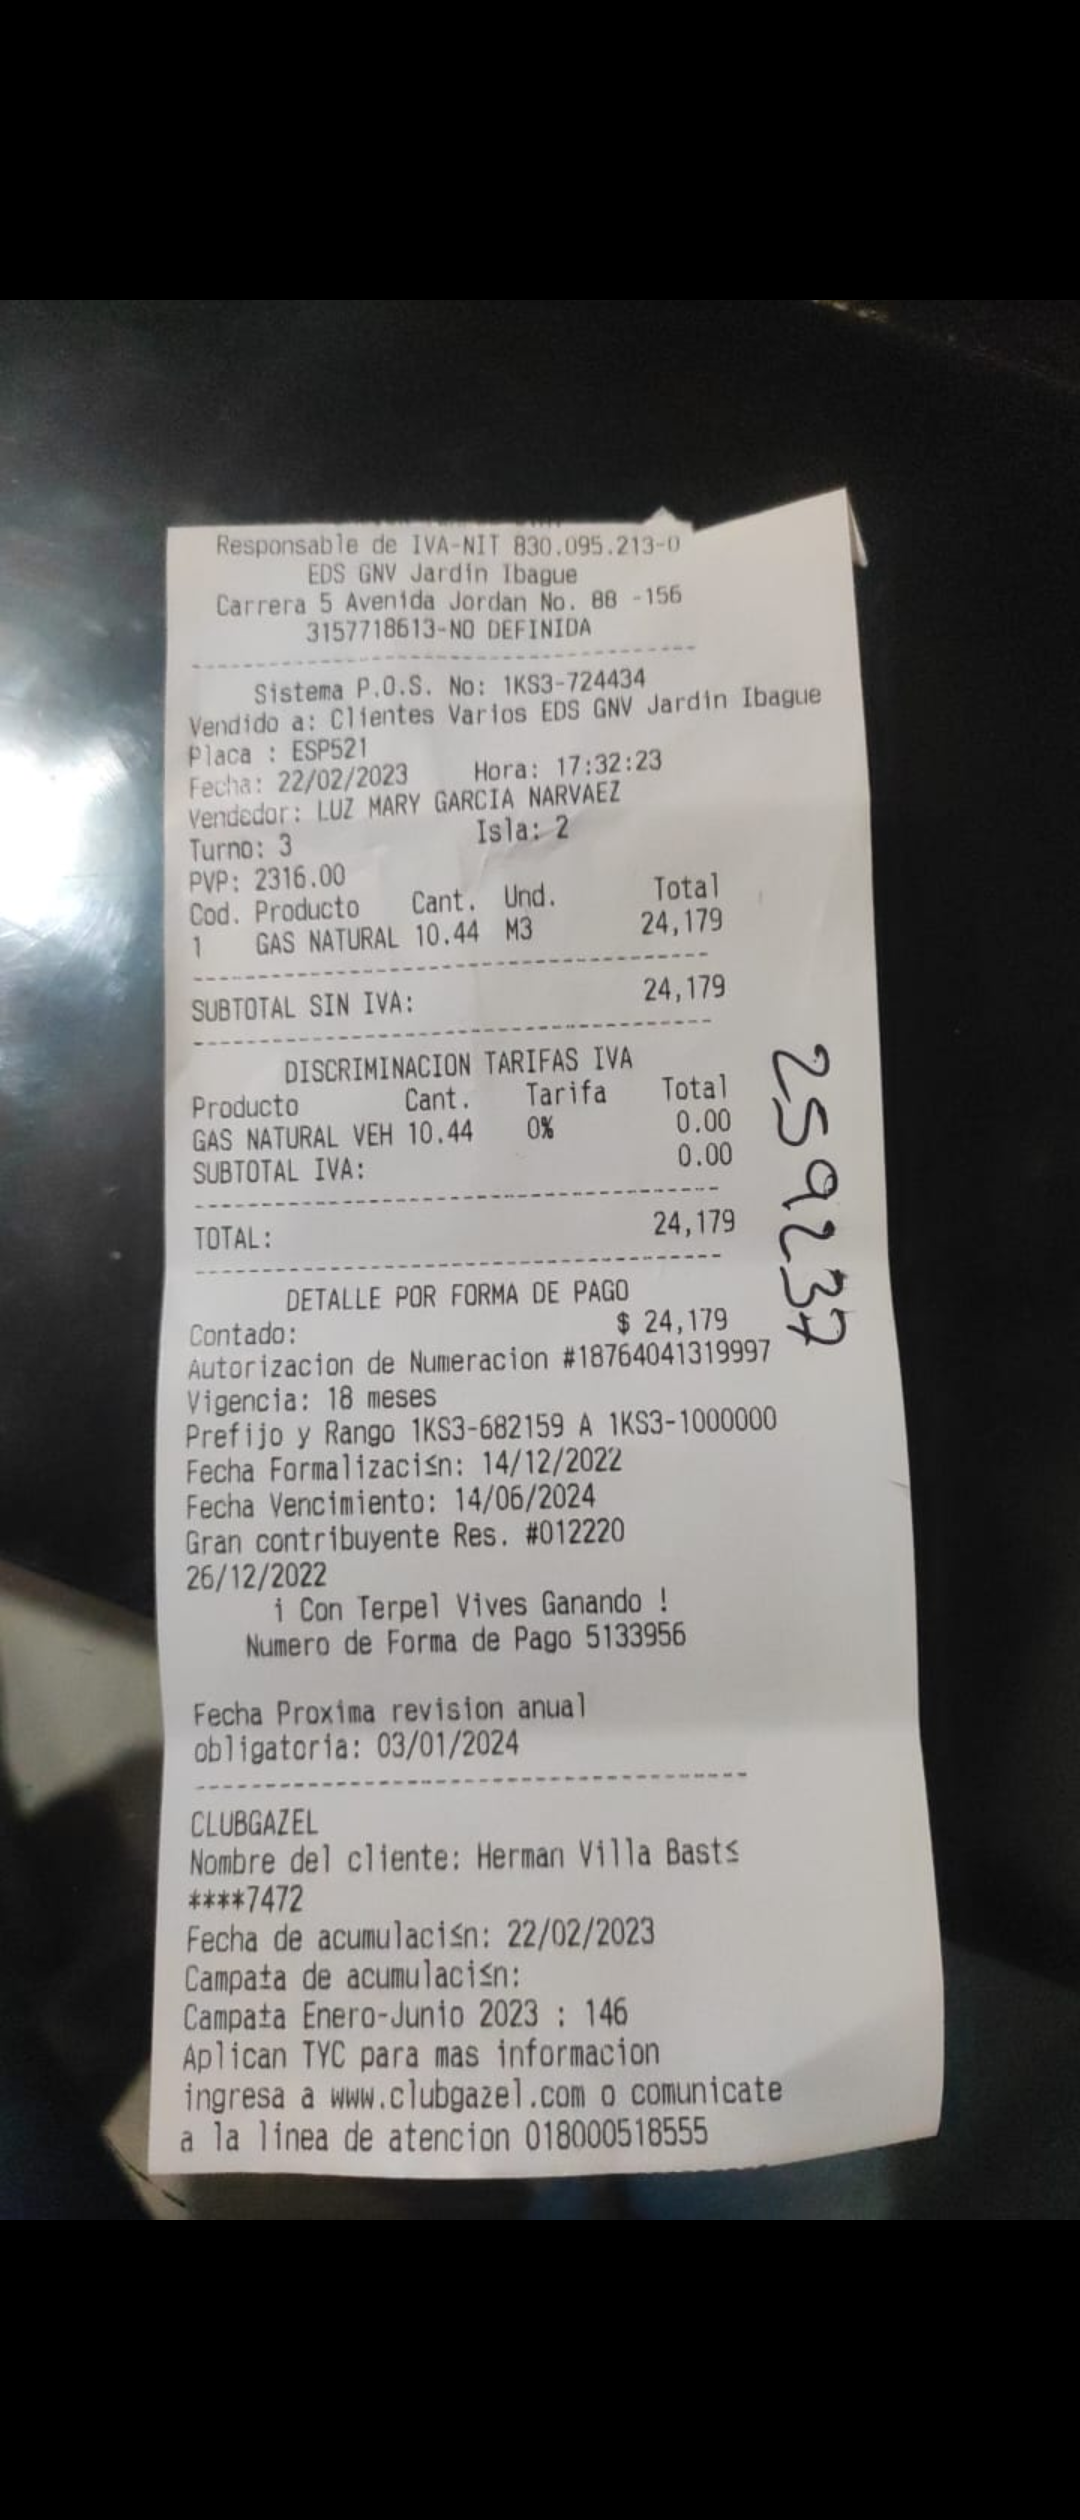 Responsable de IVA-NIT 830.095.213-0
EDS GNV Jardin Ibague
Carrera 5 Avenida Jordan No. 88 -156
3157718613-NO DEFINIDA
Sistema P.O.S. No: 1KS3-724434
Vendido a: Clientes Varios EDS GNV Jardin Ibague
Placa : ESP521
Fecha: 22/02/2023 Hora: 17:32:23
Vendedor: LUZ MARY GARCIA NARVAEZ
Turno: 3 Isla: 2
PVP: 2316.00
Cod. Producto Cant. Und. Total
1 GAS NATURAL 10.44 M3 24,179
SUBTOTAL SIN IVA: 24,179
DISCRIMINACION TARIFAS IVA
Producto Cant. Tarifa Total
GAS NATURAL VEH 10.44 0% 0.00
SUBTOTAL IVA: 0.00
TOTAL: 24,179
DETALLE POR FORMA DE PAGO
Contado: $ 24,179
Autorizacion de Numeracion #18764041319997
Vigencia: 18 meses
Prefijo y Rango 1KS3-682159 A 1KS3-1000000
Fecha Formalizaci≤n: 14/12/2022
Fecha Vencimiento: 14/06/2024
Gran contribuyente Res. #012220
26/12/2022
¡ Con Terpel Vives Ganando !
Numero de Forma de Pago 5133956
Fecha Proxima revision anual
obligatoria: 03/01/2024
CLUBGAZEL
Nombre del cliente: Herman Villa Bast≤
****7472
Fecha de acumulaci≤n: 22/02/2023
Campa±a de acumulaci≤n:
Campa±a Enero-Junio 2023 : 146
Aplican TYC para mas informacion
ingresa a www.clubgazel.com o comunicate
a la linea de atencion 018000518555
259237